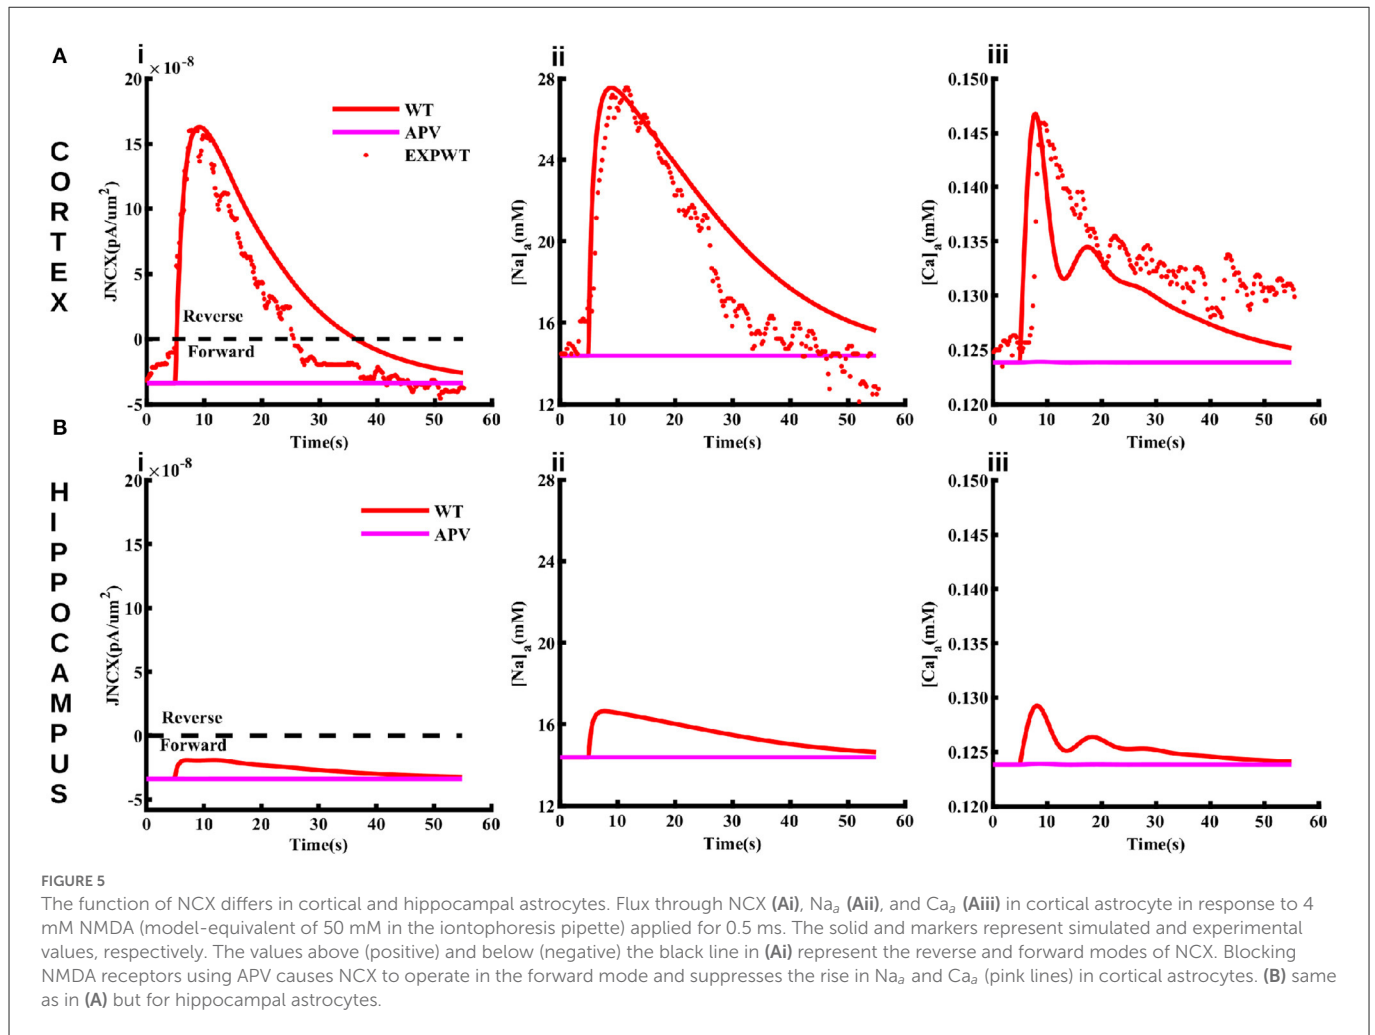 A
CORTEX
i
×10⁻⁸
20
15
10
5
0
-5
JNCX(pA/um²)
WT
APV
EXPWT
Reverse
Forward
0 10 20 30 40 50 60
Time(s)
ii
28
24
20
16
12
[Na]ₐ(mM)
0 10 20 30 40 50 60
Time(s)
iii
0.150
0.145
0.140
0.135
0.130
0.125
0.120
[Ca]ₐ(mM)
0 10 20 30 40 50 60
Time(s)
B
HIPPOCAMPUS
i
×10⁻⁸
20
15
10
5
0
-5
JNCX(pA/um²)
WT
APV
Reverse
Forward
0 10 20 30 40 50 60
Time(s)
ii
28
24
20
16
12
[Na]ₐ(mM)
0 10 20 30 40 50 60
Time(s)
iii
0.150
0.145
0.140
0.135
0.130
0.125
0.120
[Ca]ₐ(mM)
0 10 20 30 40 50 60
Time(s)
FIGURE 5
The function of NCX differs in cortical and hippocampal astrocytes. Flux through NCX (Ai), Naₐ (Aii), and Caₐ (Aiii) in cortical astrocyte in response to 4
mM NMDA (model-equivalent of 50 mM in the iontophoresis pipette) applied for 0.5 ms. The solid and markers represent simulated and experimental
values, respectively. The values above (positive) and below (negative) the black line in (Ai) represent the reverse and forward modes of NCX. Blocking
NMDA receptors using APV causes NCX to operate in the forward mode and suppresses the rise in Naₐ and Caₐ (pink lines) in cortical astrocytes. (B) same
as in (A) but for hippocampal astrocytes.